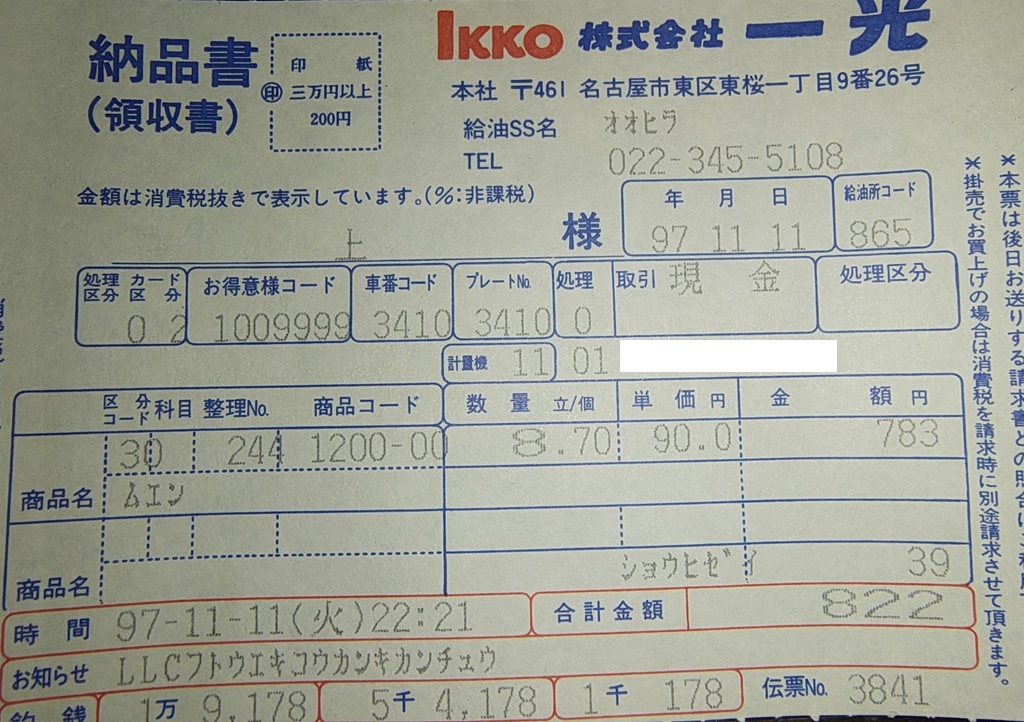 納品書
(領収書)
印紙
㊞ 三万円以上
200円
IKKO 株式会社 一光
本社 〒461 名古屋市東区東桜一丁目9番26号
給油SS名 オオヒラ
TEL 022-345-5108
金額は消費税抜きで表示しています。(%:非課税)
上 様
年 月 日 給油所コード
97 11 11 865
処理区分 カード区分 お得意様コード 車番コード プレートNo. 処理 取引 現金 処理区分
0 2 1009999 3410 3410 0
計量機 11 01
区分コード 科目 整理No. 商品コード 数量 立/個 単価 円 金額 円
30 244 1200-00 8.70 90.0 783
商品名 ムエン
商品名 ショウヒゼイ 39
時間 97-11-11(火)22:21 合計金額 822
お知らせ LLCフトウエキコウカンキカンチュウ
釣銭 1万 9,178 5千 4,178 1千 178 伝票No. 3841
＊本票は後日お送りする請求書との照合にご利用
＊掛売でお買上げの場合は消費税を請求時に別途請求させて頂きます。